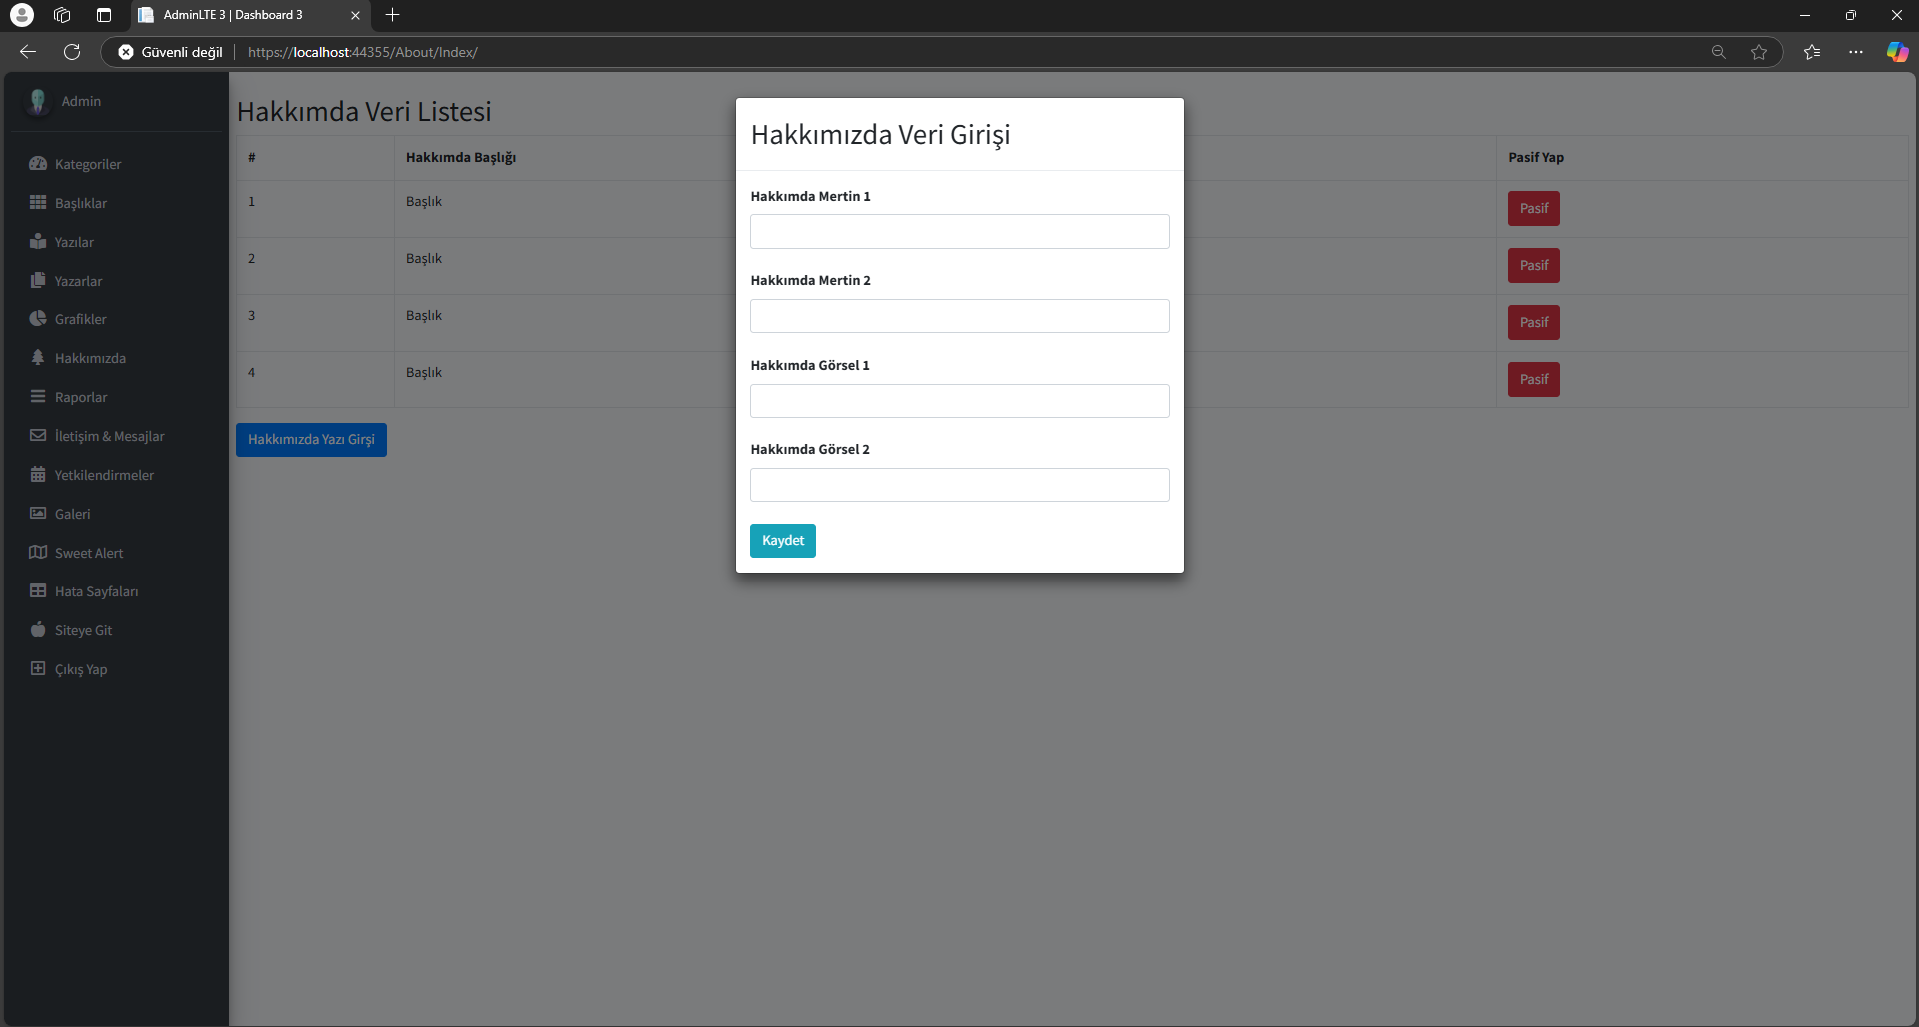 AdminLTE 3 | Dashboard 3
Güvenli değil
https://localhost:44355/About/Index/
Admin
Kategoriler
Başlıklar
Yazılar
Yazarlar
Grafikler
Hakkımızda
Raporlar
İletişim & Mesajlar
Yetkilendirmeler
Galeri
Sweet Alert
Hata Sayfaları
Siteye Git
Çıkış Yap
Hakkımda Veri Listesi
# Hakkımda Başlığı Pasif Yap
1 Başlık Pasif
2 Başlık Pasif
3 Başlık Pasif
4 Başlık Pasif
Hakkımızda Yazı Girşi
Hakkımızda Veri Girişi
Hakkımda Mertin 1
Hakkımda Mertin 2
Hakkımda Görsel 1
Hakkımda Görsel 2
Kaydet